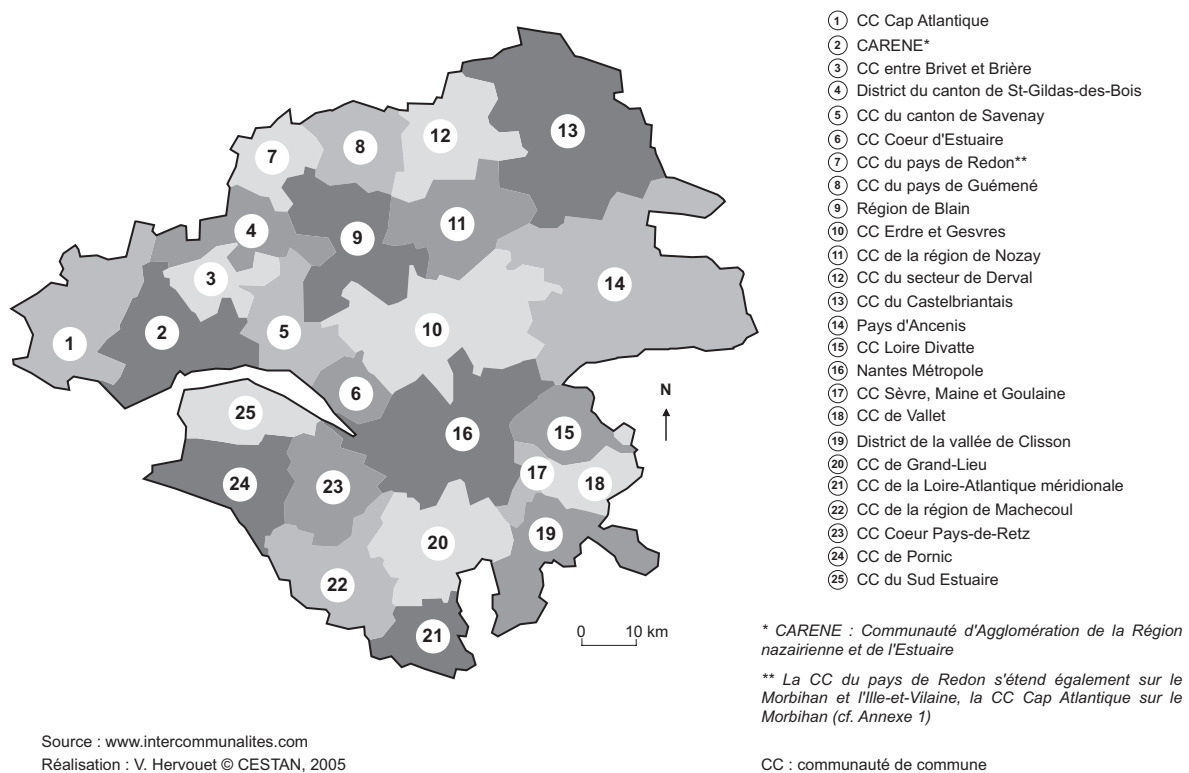 1 CC Cap Atlantique
2 CARENE*
3 CC entre Brivet et Brière
4 District du canton de St-Gildas-des-Bois
5 CC du canton de Savenay
6 CC Coeur d'Estuaire
7 CC du pays de Redon**
8 CC du pays de Guémené
9 Région de Blain
10 CC Erdre et Gesvres
11 CC de la région de Nozay
12 CC du secteur de Derval
13 CC du Castelbriantais
14 Pays d'Ancenis
15 CC Loire Divatte
16 Nantes Métropole
17 CC Sèvre, Maine et Goulaine
18 CC de Vallet
19 District de la vallée de Clisson
20 CC de Grand-Lieu
21 CC de la Loire-Atlantique méridionale
22 CC de la région de Machecoul
23 CC Coeur Pays-de-Retz
24 CC de Pornic
25 CC du Sud Estuaire
13
12
8
7
11
4
9
3
14
10
5
2
1
6
N
25
16
15
17
18
24
23
19
20
22
21
0 10 km
* CARENE : Communauté d'Agglomération de la Région
nazairienne et de l'Estuaire
** La CC du pays de Redon s'étend également sur le
Morbihan et l'Ille-et-Vilaine, la CC Cap Atlantique sur le
Morbihan (cf. Annexe 1)
Source : www.intercommunalites.com
Réalisation : V. Hervouet © CESTAN, 2005
CC : communauté de commune